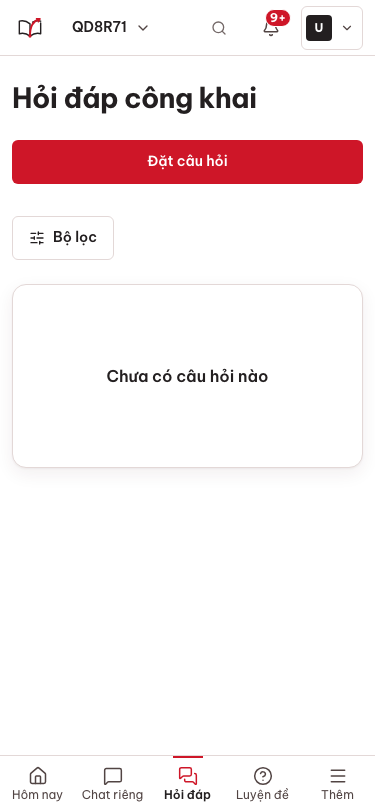 QD8R71
9+
U
Hỏi đáp công khai
Đặt câu hỏi
Bộ lọc
Chưa có câu hỏi nào
Hôm nay
Chat riêng
Hỏi đáp
Luyện đề
Thêm